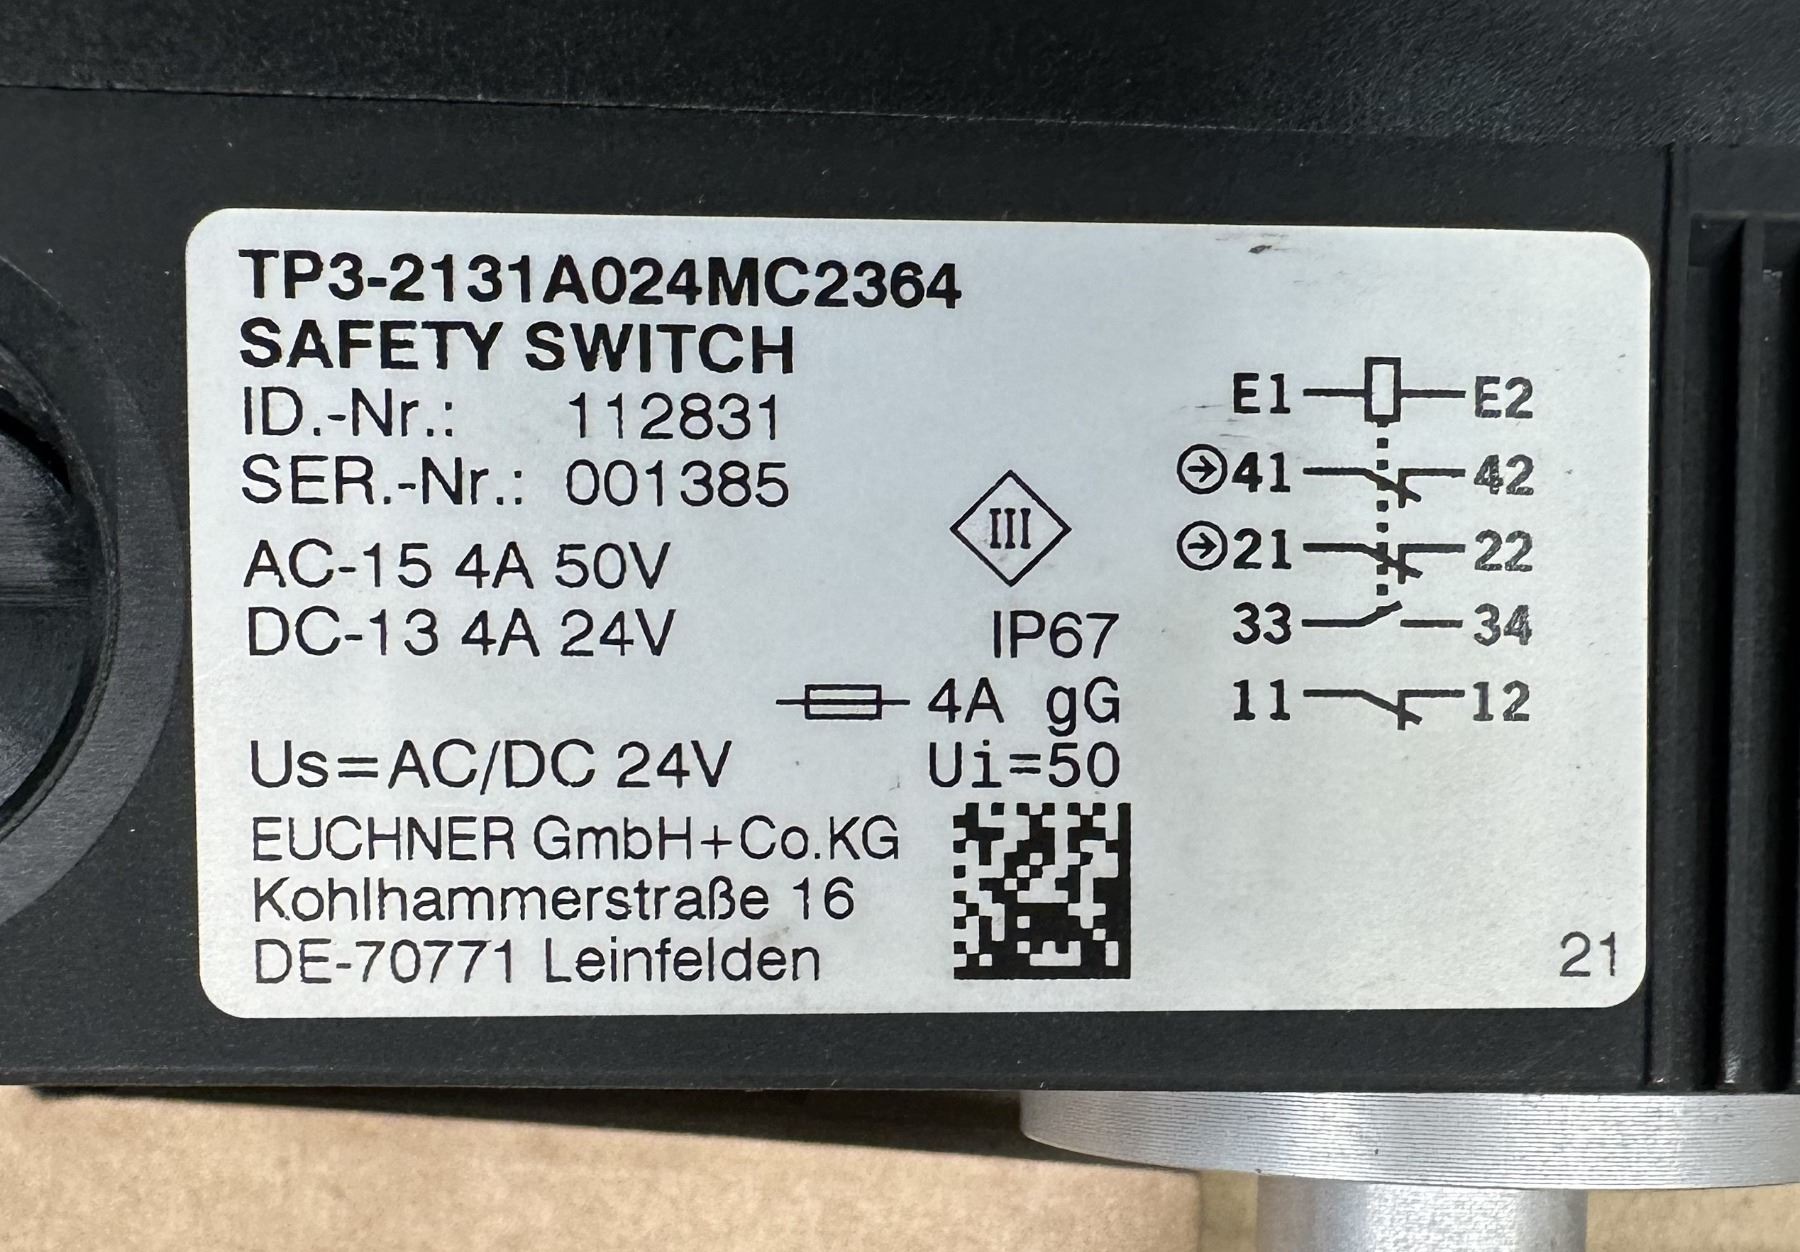 TP3-2131A024MC2364
SAFETY SWITCH
ID.-Nr.: 112831
SER.-Nr.: 001385
AC-15 4A 50V
DC-13 4A 24V
III
IP67
4A gG
Us=AC/DC 24V
Ui=50
EUCHNER GmbH+Co.KG
Kohlhammerstraße 16
DE-70771 Leinfelden
E1 E2
41 42
21 22
33 34
11 12
21